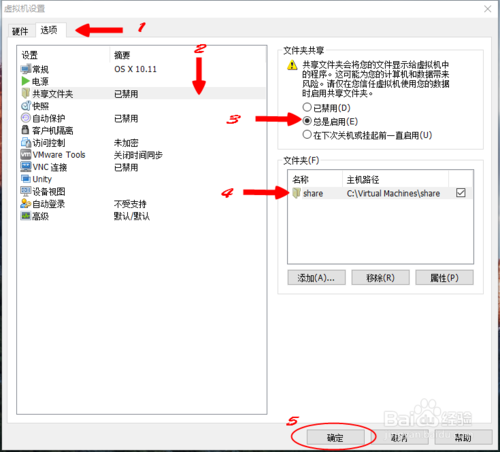 虚拟机设置
硬件 选项 1
设置 摘要 2
常规 OS X 10.11
电源
共享文件夹 已禁用
快照
自动保护 已禁用
客户机隔离
访问控制 未加密
VMware Tools 关闭时间同步
VNC 连接 已禁用
Unity
设备视图
自动登录 不受支持
高级 默认/默认
文件夹共享
共享文件夹会将您的文件显示给虚拟机中
的程序。这可能为您的计算机和数据带来
风险。请仅在您信任虚拟机使用您的数据
时启用共享文件夹。
已禁用(D)
3 总是启用(E)
在下次关机或挂起前一直启用(U)
文件夹(F)
名称 主机路径
4 share C:\Virtual Machines\share
添加(A)... 移除(R) 属性(P)
Baidu经验
5 确定 取消 帮助